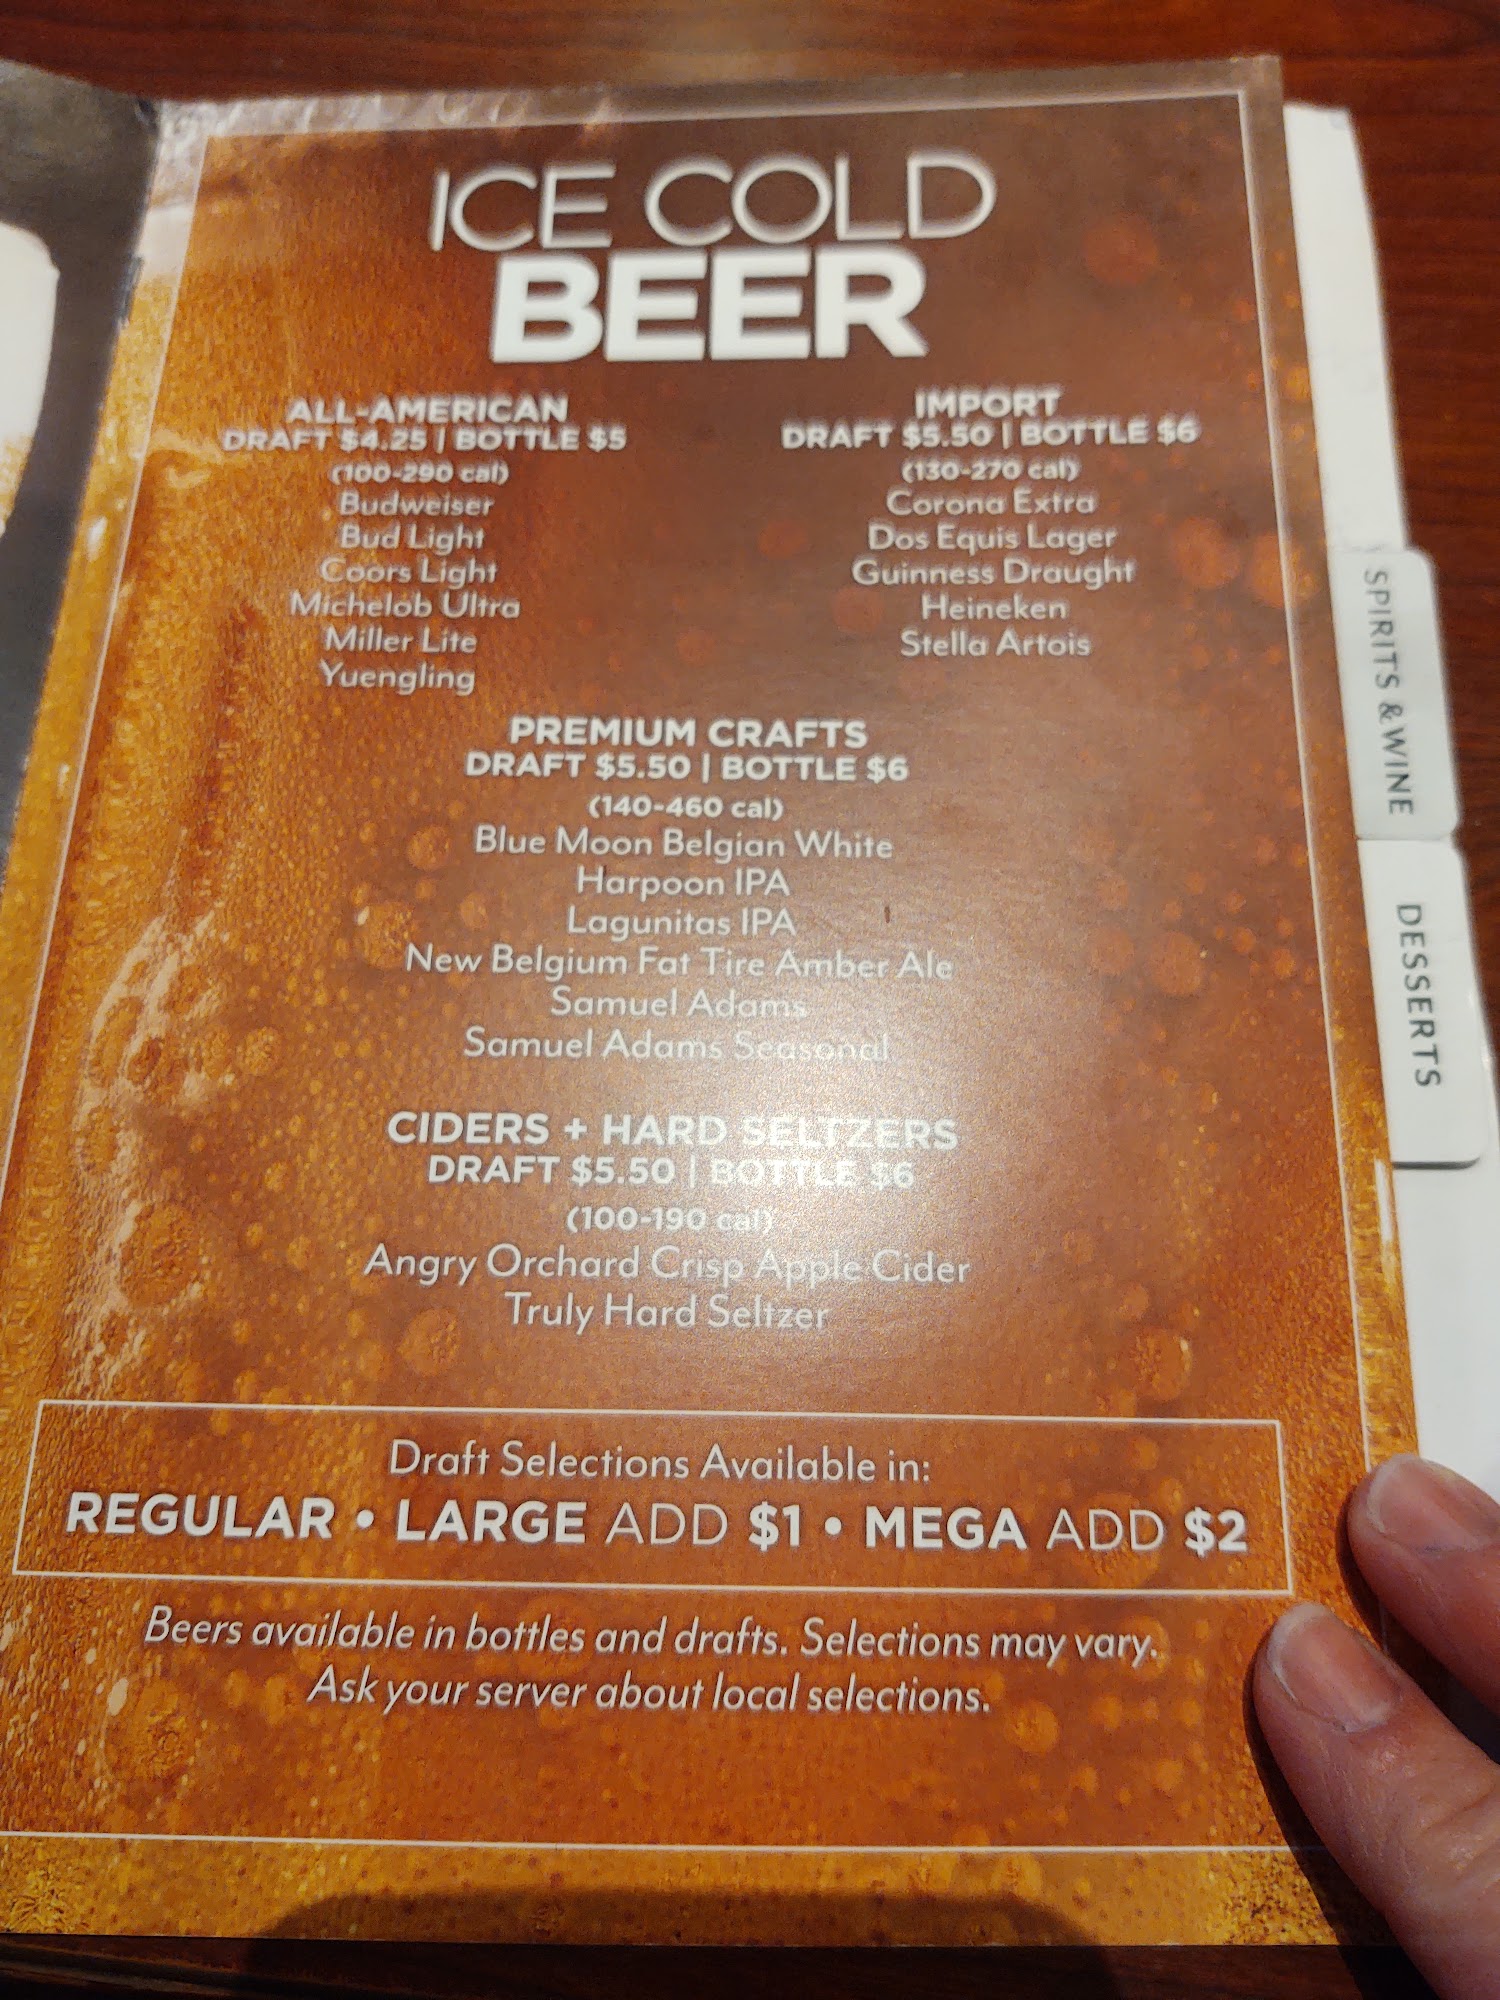 ICE COLD
BEER
ALL-AMERICAN
DRAFT $4.25 | BOTTLE $5
(100-290 cal)
Budweiser
Bud Light
Coors Light
Michelob Ultra
Miller Lite
Yuengling
IMPORT
DRAFT $5.50 | BOTTLE $6
(130-270 cal)
Corona Extra
Dos Equis Lager
Guinness Draught
Heineken
Stella Artois
PREMIUM CRAFTS
DRAFT $5.50 | BOTTLE $6
(140-460 cal)
Blue Moon Belgian White
Harpoon IPA
Lagunitas IPA
New Belgium Fat Tire Amber Ale
Samuel Adams
Samuel Adams Seasonal
CIDERS + HARD SELTZERS
DRAFT $5.50 | BOTTLE $6
(100-190 cal)
Angry Orchard Crisp Apple Cider
Truly Hard Seltzer
Draft Selections Available in:
REGULAR • LARGE ADD $1 • MEGA ADD $2
Beers available in bottles and drafts. Selections may vary.
Ask your server about local selections.
SPIRITS & WINE
DESSERTS